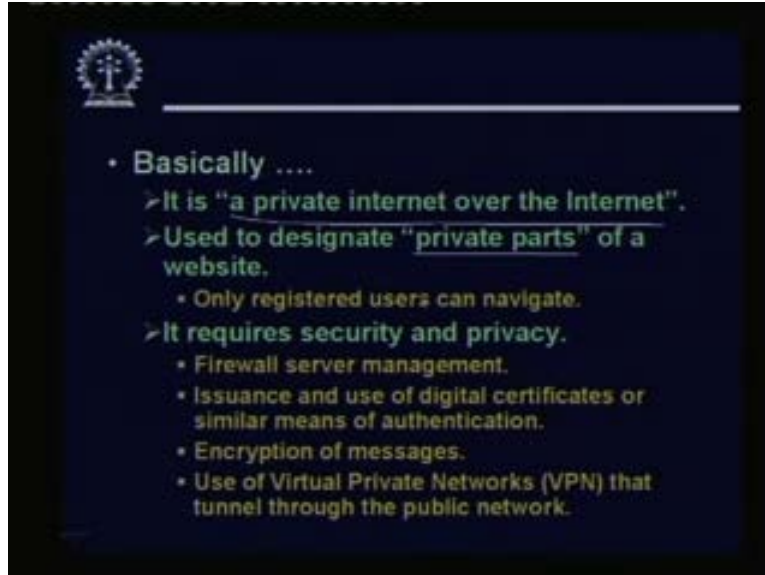 • Basically ....
➢It is “a private internet over the Internet”.
➢Used to designate “private parts” of a
website.
• Only registered users can navigate.
➢It requires security and privacy.
• Firewall server management.
• Issuance and use of digital certificates or
similar means of authentication.
• Encryption of messages.
• Use of Virtual Private Networks (VPN) that
tunnel through the public network.